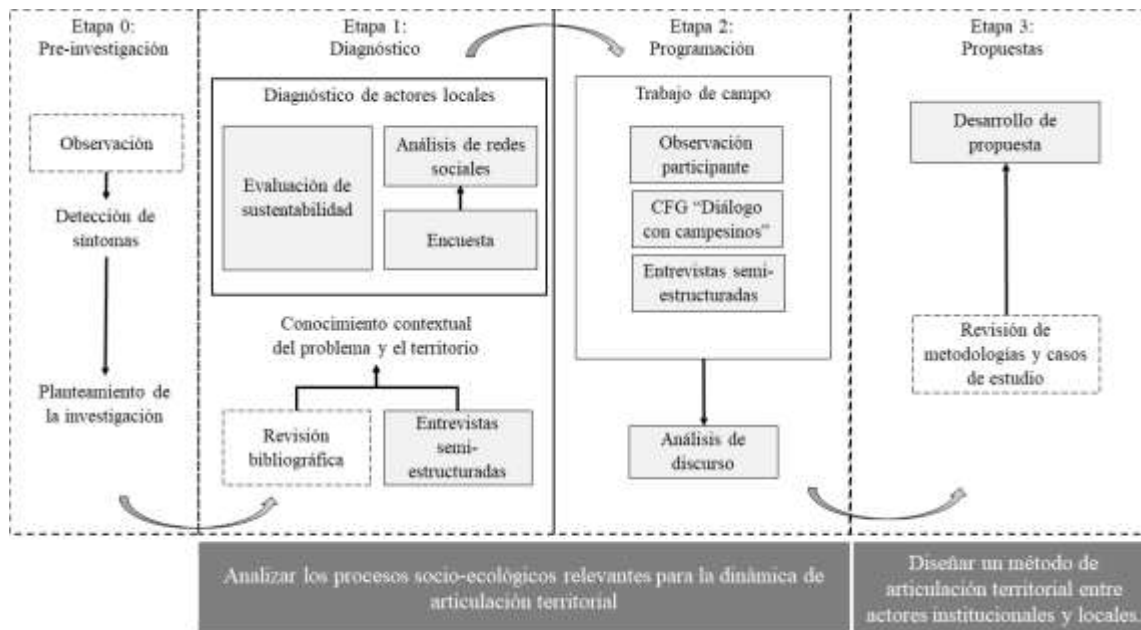 Etapa 0:
Pre-investigación
Observación
Detección de
síntomas
Planteamiento de
la investigación
Etapa 1:
Diagnóstico
Diagnóstico de actores locales
Evaluación de
sustentabilidad
Análisis de redes
sociales
Encuesta
Conocimiento contextual
del problema y el territorio
Revisión
bibliográfica
Entrevistas
semi-
estructuradas
Etapa 2:
Programación
Trabajo de campo
Observación
participante
CFG “Diálogo
con campesinos”
Entrevistas semi-
estructuradas
Análisis de
discurso
Etapa 3:
Propuestas
Desarrollo de
propuesta
Revisión de
metodologías y casos
de estudio
Analizar los procesos socio-ecológicos relevantes para la dinámica de
articulación territorial
Diseñar un método de
articulación territorial entre
actores institucionales y locales.